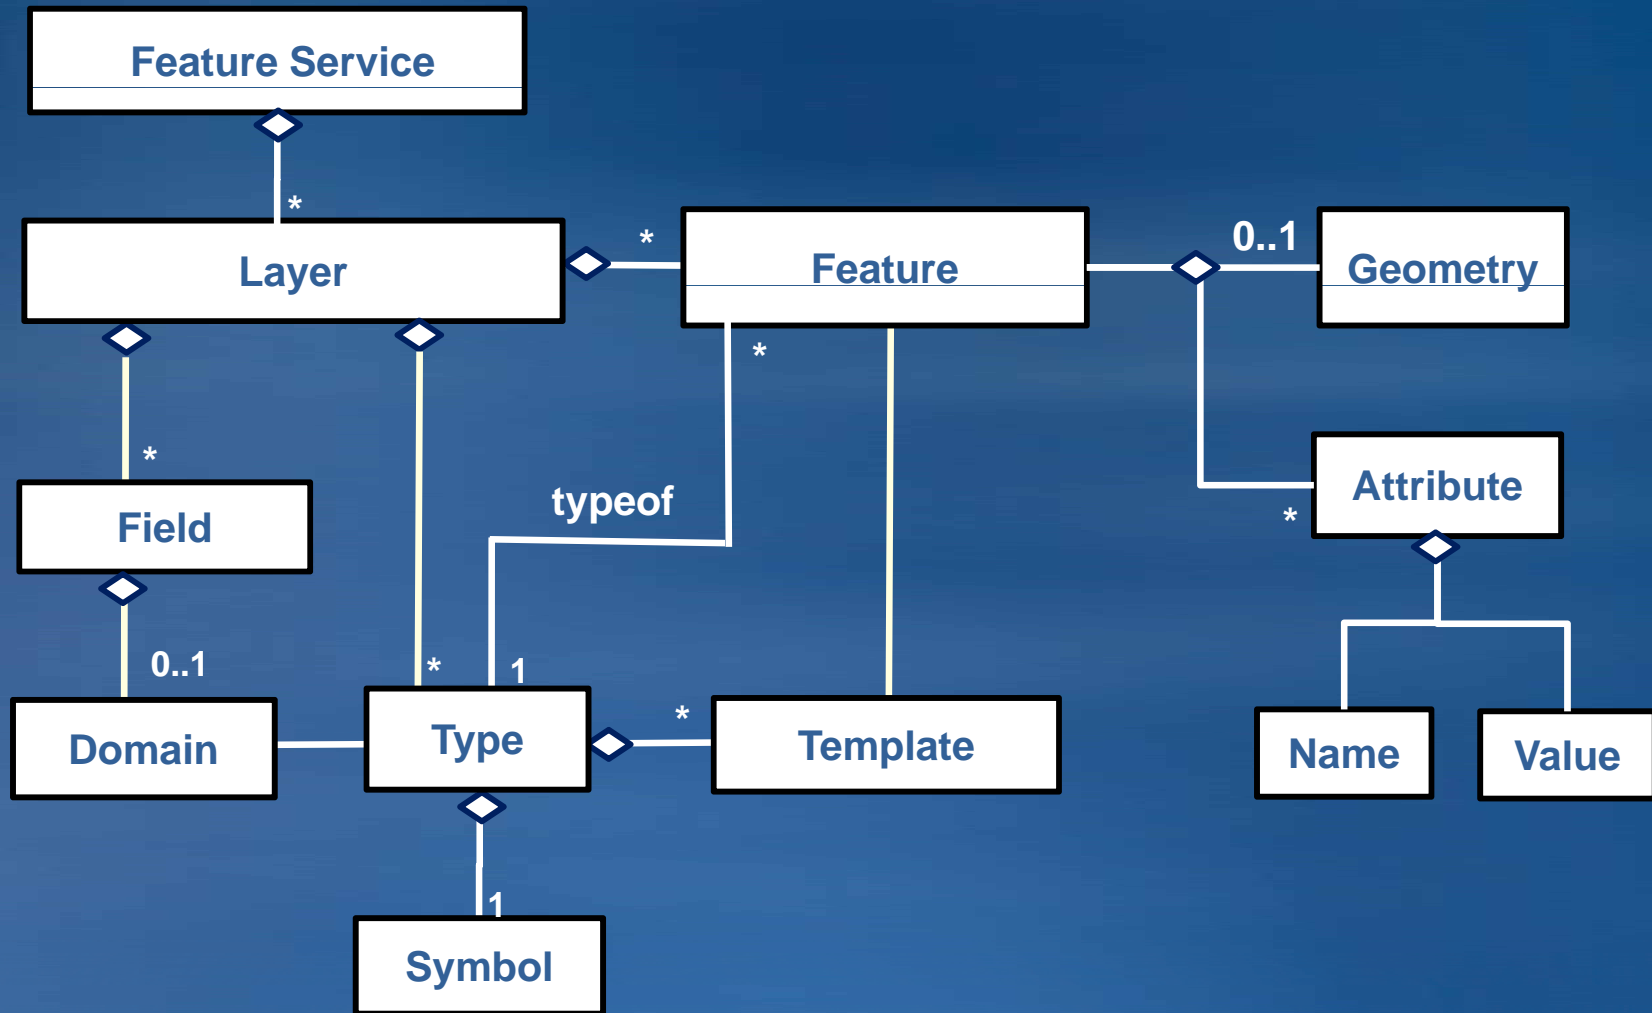 Feature Service
*
Layer
*
Feature
0..1
Geometry
*
*
typeof
Field
Attribute
*
0..1
*
1
Domain
Type
*
Template
Name
Value
1
Symbol